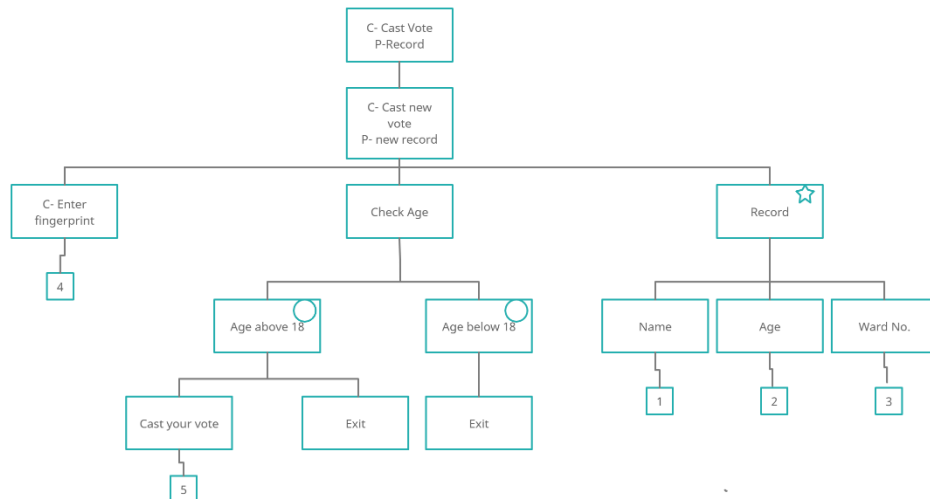 C- Cast Vote
P-Record
C- Cast new
vote
P- new record
C- Enter
fingerprint
Check Age
Record
4
Age above 18
Age below 18
Name
Age
Ward No.
1
2
3
Cast your vote
Exit
Exit
5